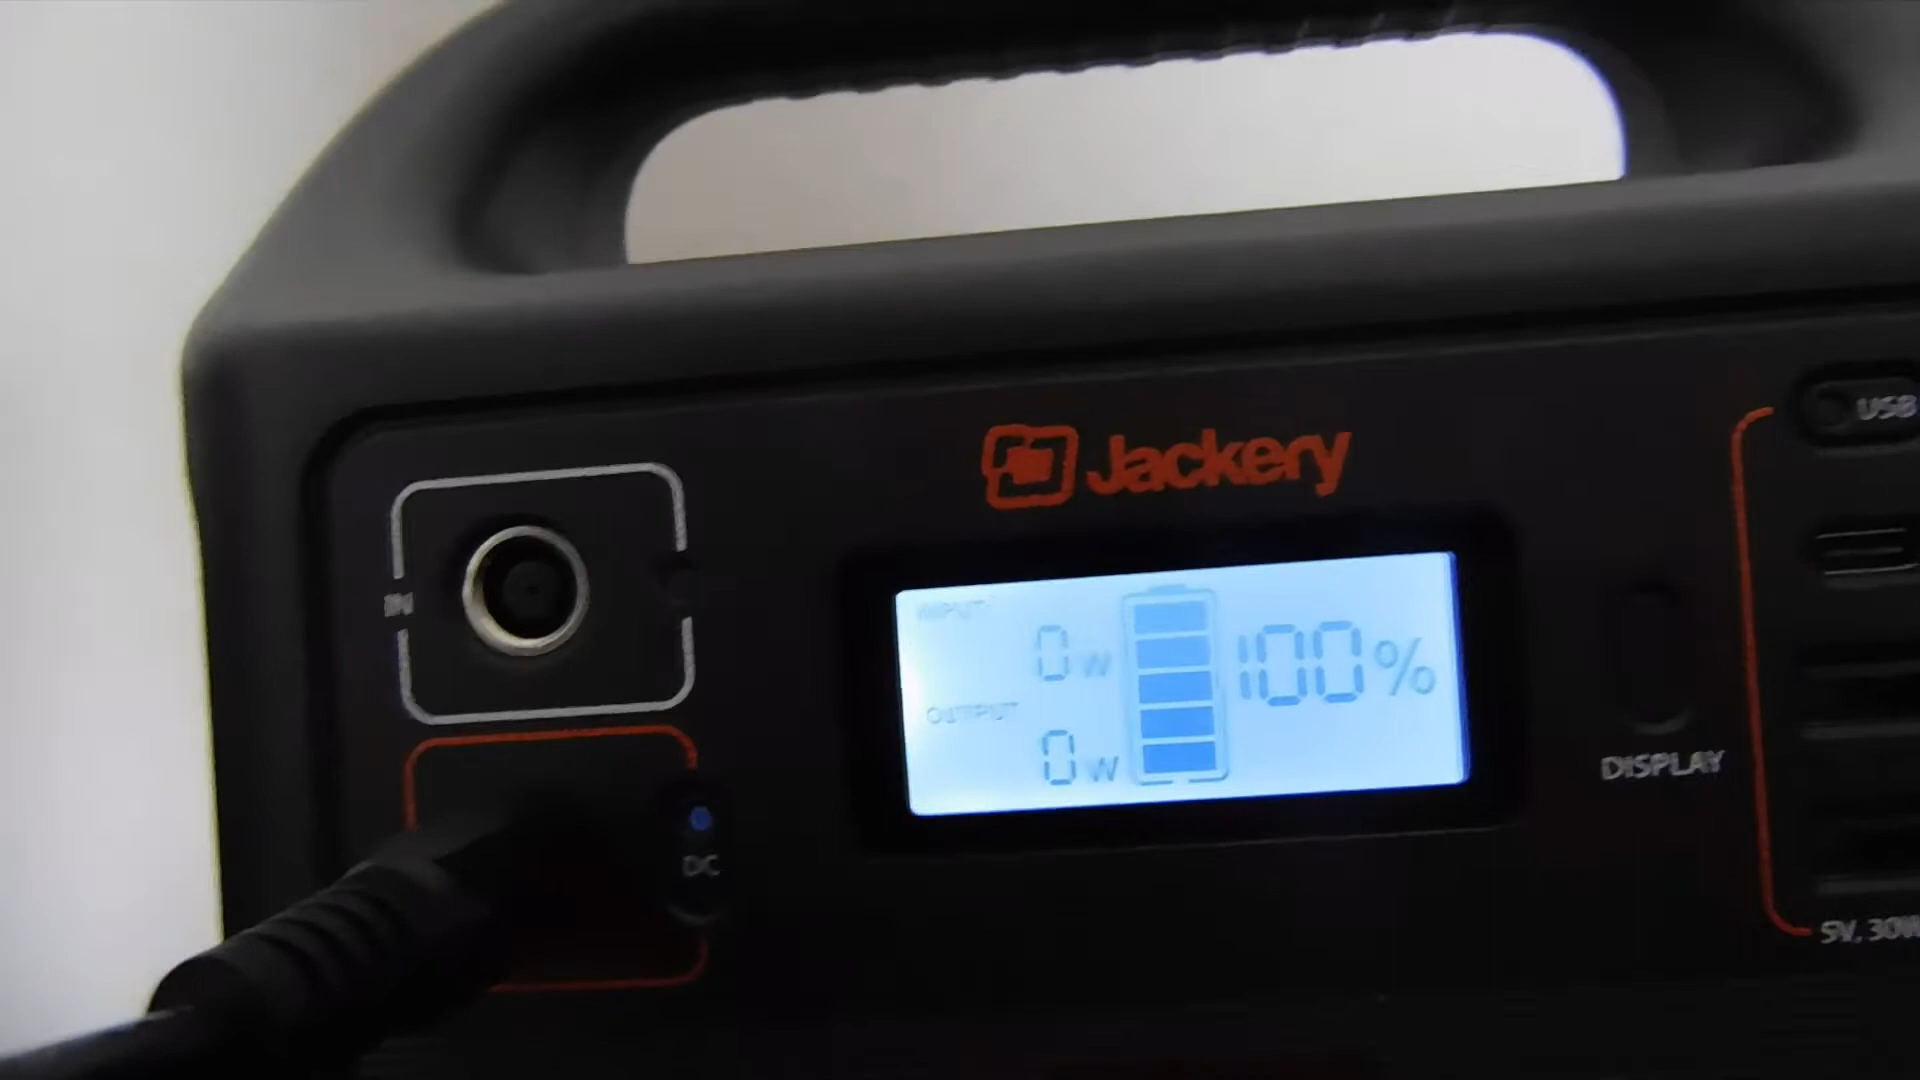 Jackery
USB
IN
INPUT
0W
100%
OUTPUT
0W
DISPLAY
DC
5V, 30W